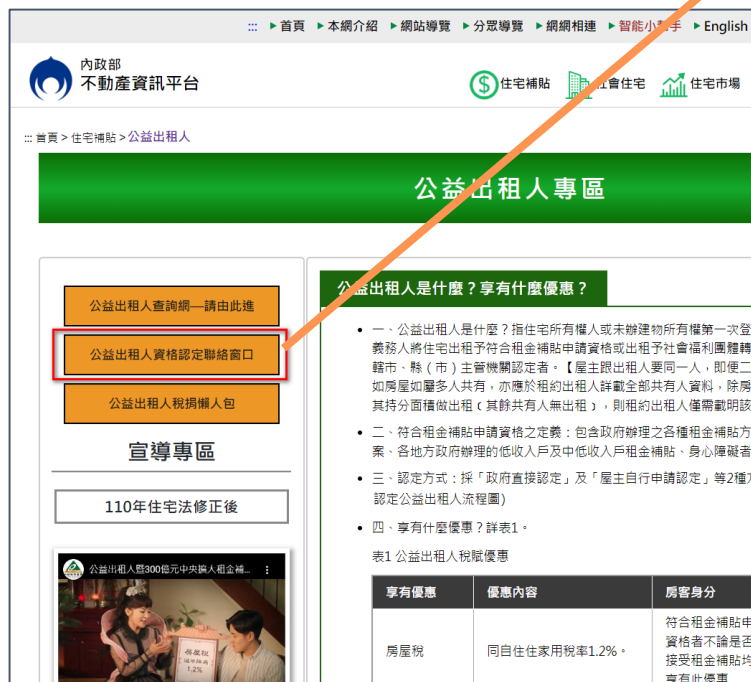 ::: ▶首頁 ▶本網介紹 ▶網站導覽 ▶分眾導覽 ▶網網相連 ▶智能小 手 ▶English
內政部
不動產資訊平台
住宅補貼 社會住宅 住宅市場
:::首頁 > 住宅補貼 >公益出租人
公益出租人專區
公益出租人查詢網—請由此進
公益出租人資格認定聯絡窗口
公益出租人稅捐懶人包
宣導專區
110年住宅法修正後
公益出租人暨300億元中央擴大租金補...
房屋稅
1.2%
公益出租人是什麼？享有什麼優惠？
• 一、公益出租人是什麼？指住宅所有權人或未辦建物所有權第一次登
義務人將住宅出租予符合租金補貼申請資格或出租予社會福利團體轉
轄市、縣（市）主管機關認定者。【屋主跟出租人要同一人，即便二
如房屋如屬多人共有，亦應於租約出租人詳載全部共有人資料，除房
其持分面積做出租（其餘共有人無出租），則租約出租人僅需載明該
• 二、符合租金補貼申請資格之定義：包含政府辦理之各種租金補貼方
案、各地方政府辦理的低收入戶及中低收入戶租金補貼、身心障礙者
• 三、認定方式：採「政府直接認定」及「屋主自行申請認定」等2種
認定公益出租人流程圖)
• 四、享有什麼優惠？詳表1。
表1 公益出租人稅賦優惠
享有優惠 優惠內容 房客身分
房屋稅 同自住住家用稅率1.2%。 符合租金補貼申
資格者不論是否
接受租金補貼均
享有此優惠